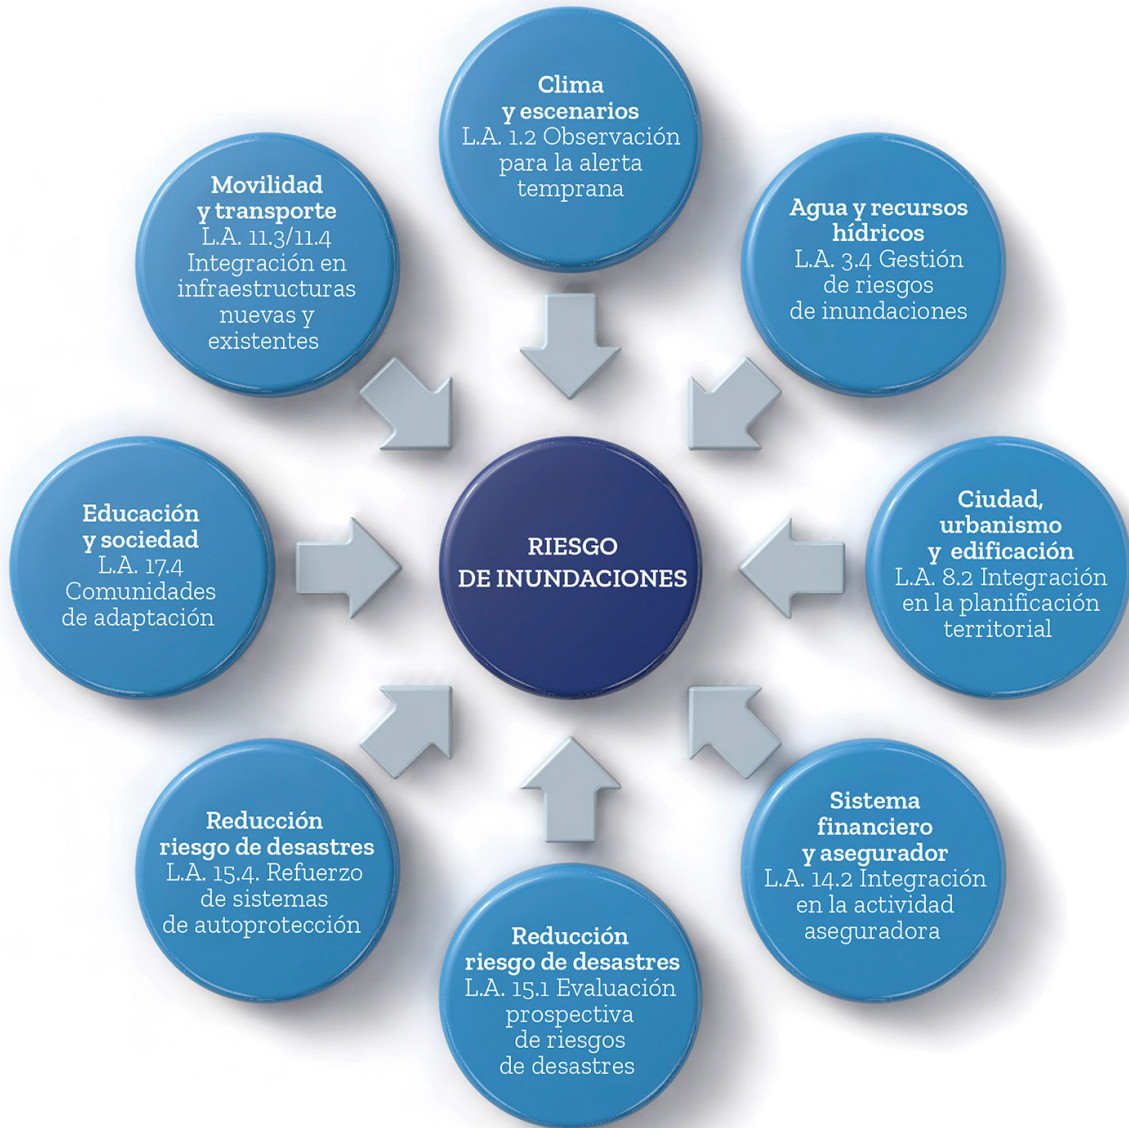 Clima
y escenarios
L.A. 1.2 Observación
para la alerta
temprana
Agua y recursos
hídricos
L.A. 3.4 Gestión
de riesgos
de inundaciones
Ciudad,
urbanismo
y edificación
L.A. 8.2 Integración
en la planificación
territorial
Sistema
financiero
y asegurador
L.A. 14.2 Integración
en la actividad
aseguradora
Reducción
riesgo de desastres
L.A. 15.1 Evaluación
prospectiva
de riesgos
de desastres
Reducción
riesgo de desastres
L.A. 15.4. Refuerzo
de sistemas
de autoprotección
Educación
y sociedad
L.A. 17.4
Comunidades
de adaptación
Movilidad
y transporte
L.A. 11.3/11.4
Integración en
infraestructuras
nuevas y
existentes
RIESGO
DE INUNDACIONES